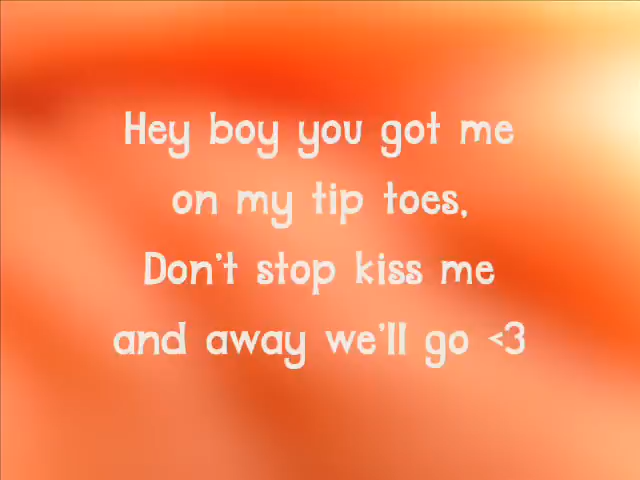 Hey boy you got me
on my tip toes,
Don't stop kiss me
and away we'll go <3